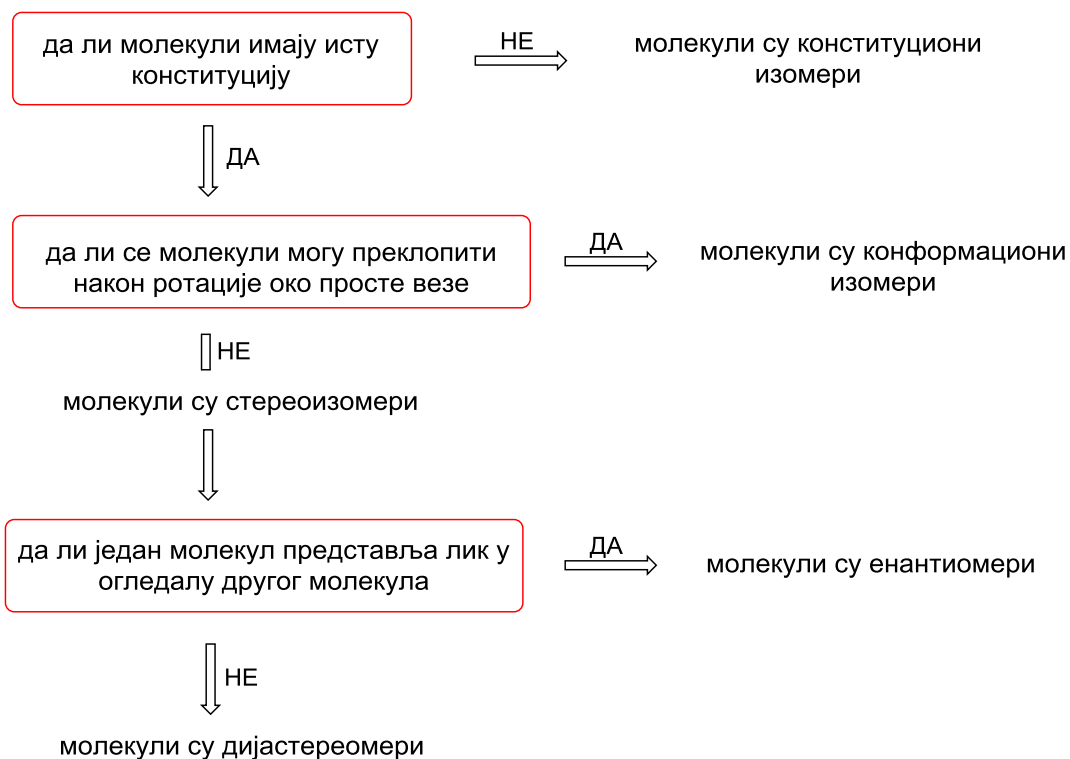 да ли молекули имају исту
конституцију
НЕ
молекули су конституциони
изомери
ДА
да ли се молекули могу преклопити
након ротације око просте везе
ДА
молекули су конформациони
изомери
НЕ
молекули су стереоизомери
да ли један молекул представља лик у
огледалу другог молекула
ДА
молекули су енантиомери
НЕ
молекули су дијастереомери